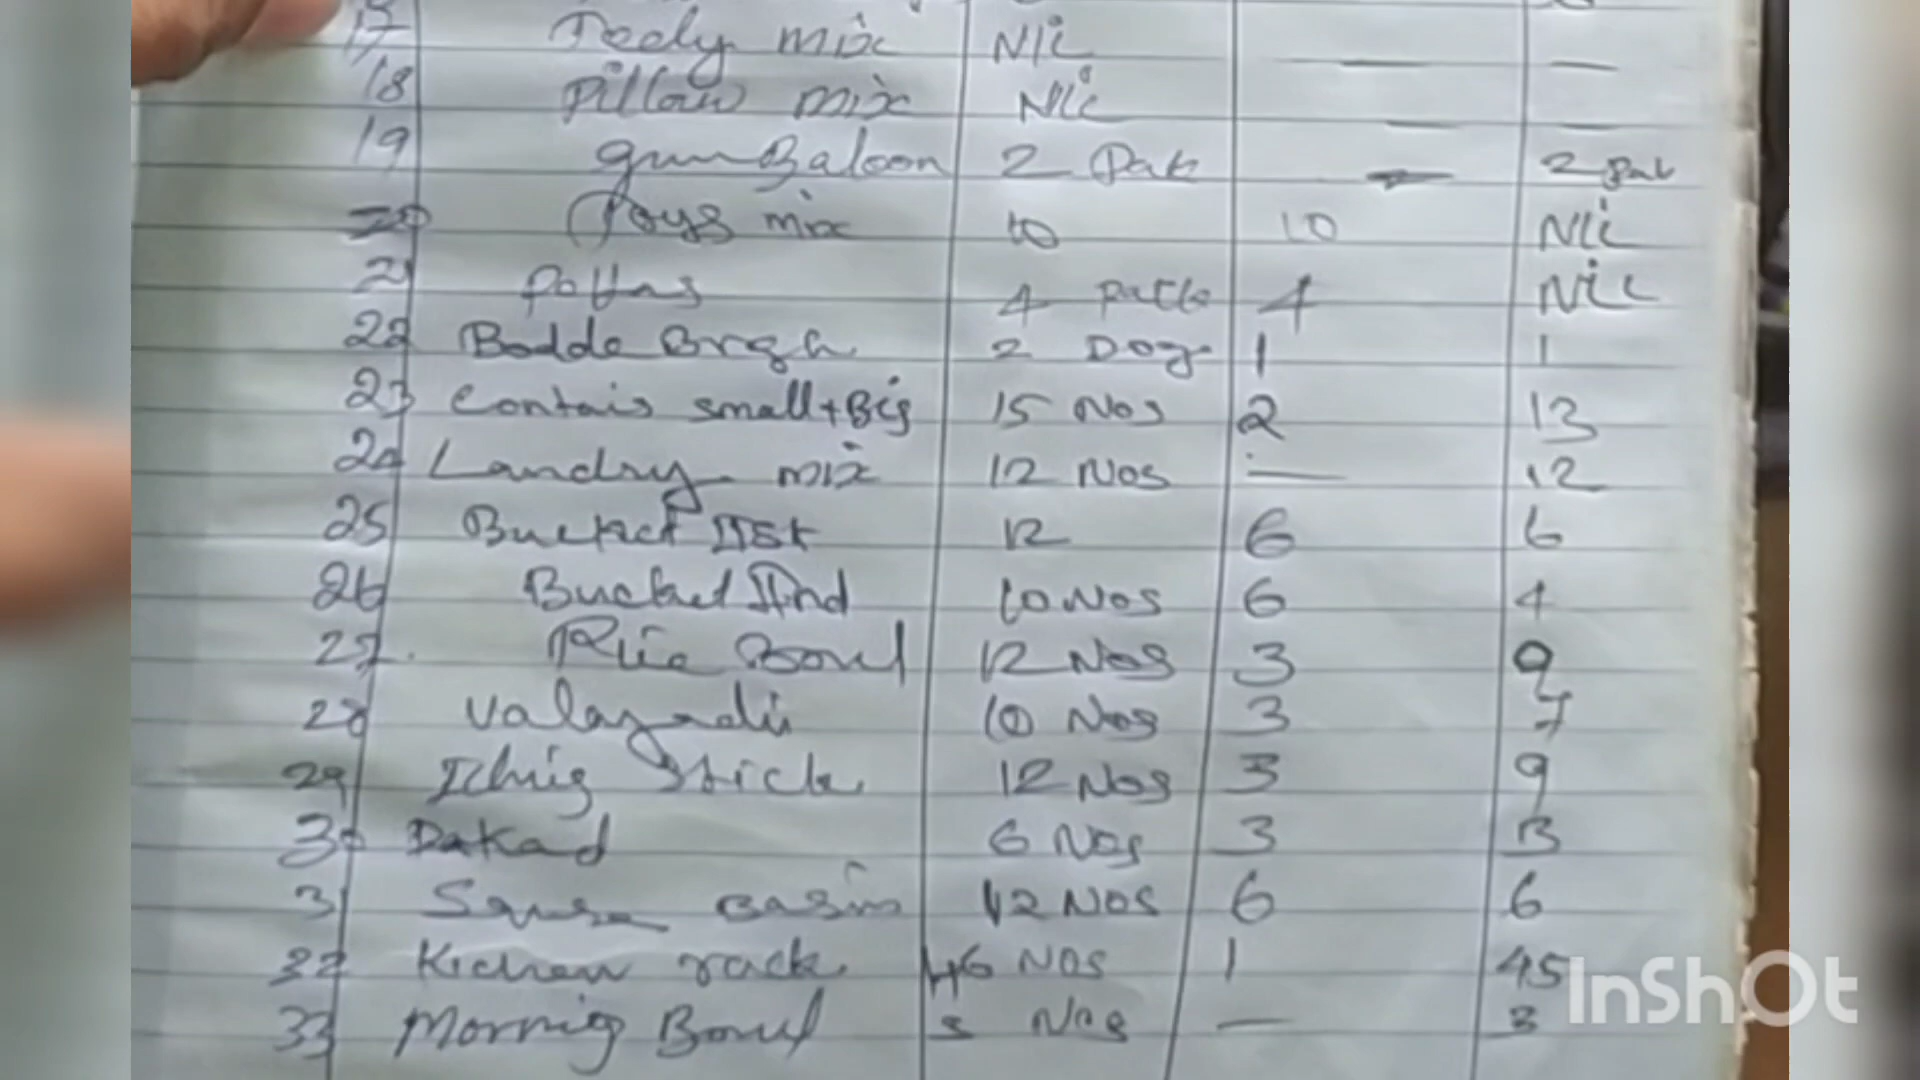 17 Teedy mix Nil — —
18 Pillow mix Nil — —
19 gun Baloon 2 Pak — 2 Pak
20 Toys mix 10 10 Nil
21 4 4 Nil
22 Bodde 2 Doz 1 1
23 Contais small+Big 15 Nos 2 13
24 Landry mix 12 Nos — 12
25 Bucket IISt 12 6 6
26 Bucket IInd 10 Nos 6 4
27 Rice Bowl 12 Nos 3 9
28 10 Nos 3 7
29 Stick 12 Nos 3 9
30 Dakad 6 Nos 3 3
31 Basin 12 Nos 6 6
32 Kichen rack 46 Nos 1 45
33 Morning Bowl 3 Nos — 3
InShOt